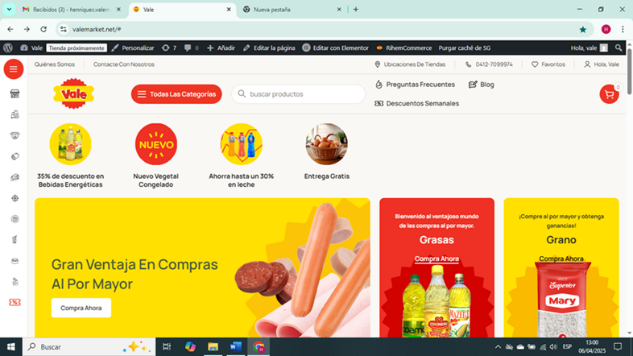 Recibidos (3) - henriquez.valem
Vale
Nueva pestaña
valemarket.net/#
Vale
Tienda próximamente
Personalizar
7
0
Añadir
Editar la página
Editar con Elementor
RihemCommerce
Purgar caché de SG
Hola, vale
Quiénes Somos
Contacte Con Nosotros
Ubicaciones De Tiendas
0412-7099974
Favoritos
Hola, Vale
Vale
Todas Las Categorías
buscar productos
Preguntas Frecuentes
Blog
Descuentos Semanales
0
35% de descuento en
Bebidas Energéticas
NUEVO
Nuevo Vegetal
Congelado
Ahorra hasta un 30%
en leche
Entrega Gratis
Gran Ventaja En Compras
Al Por Mayor
Compra Ahora
Bienvenido al ventajoso mundo
de las compras al por mayor.
Grasas
Compra Ahora
¡Compre al por mayor y obtenga
ganancias!
Grano
Compra Ahora
Superior
Mary
Buscar
ESP
13:00
06/04/2025